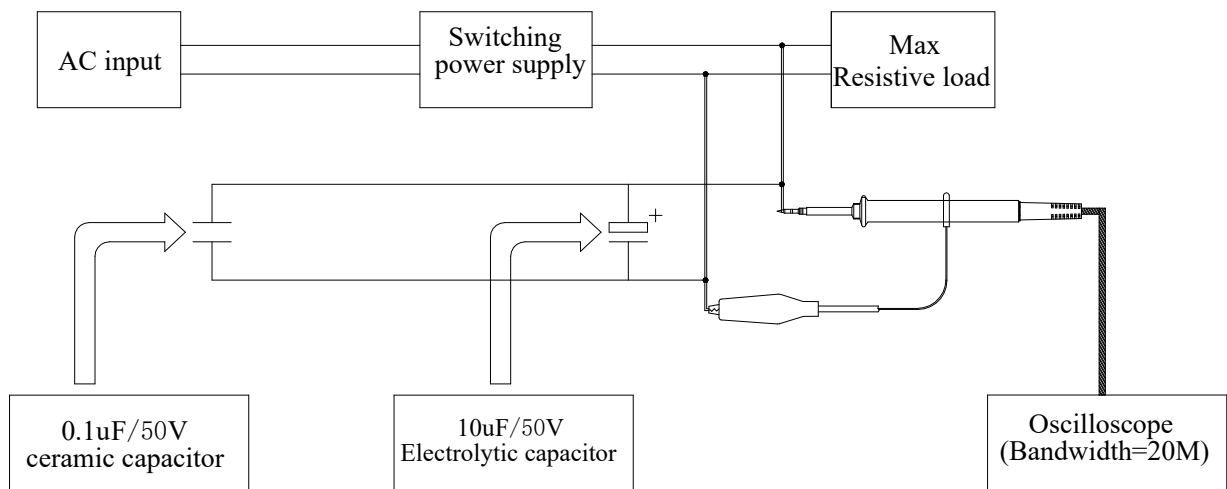 AC input
Switching
power supply
Max
Resistive load
+
0.1uF/50V
ceramic capacitor
10uF/50V
Electrolytic capacitor
Oscilloscope
(Bandwidth=20M)